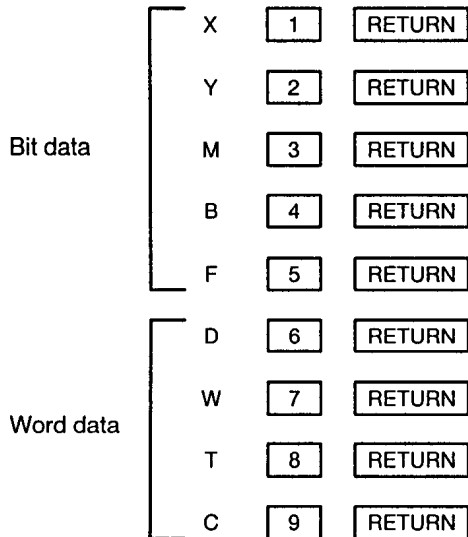 X 1 RETURN
Y 2 RETURN
Bit data M 3 RETURN
B 4 RETURN
F 5 RETURN
D 6 RETURN
W 7 RETURN
Word data
T 8 RETURN
C 9 RETURN